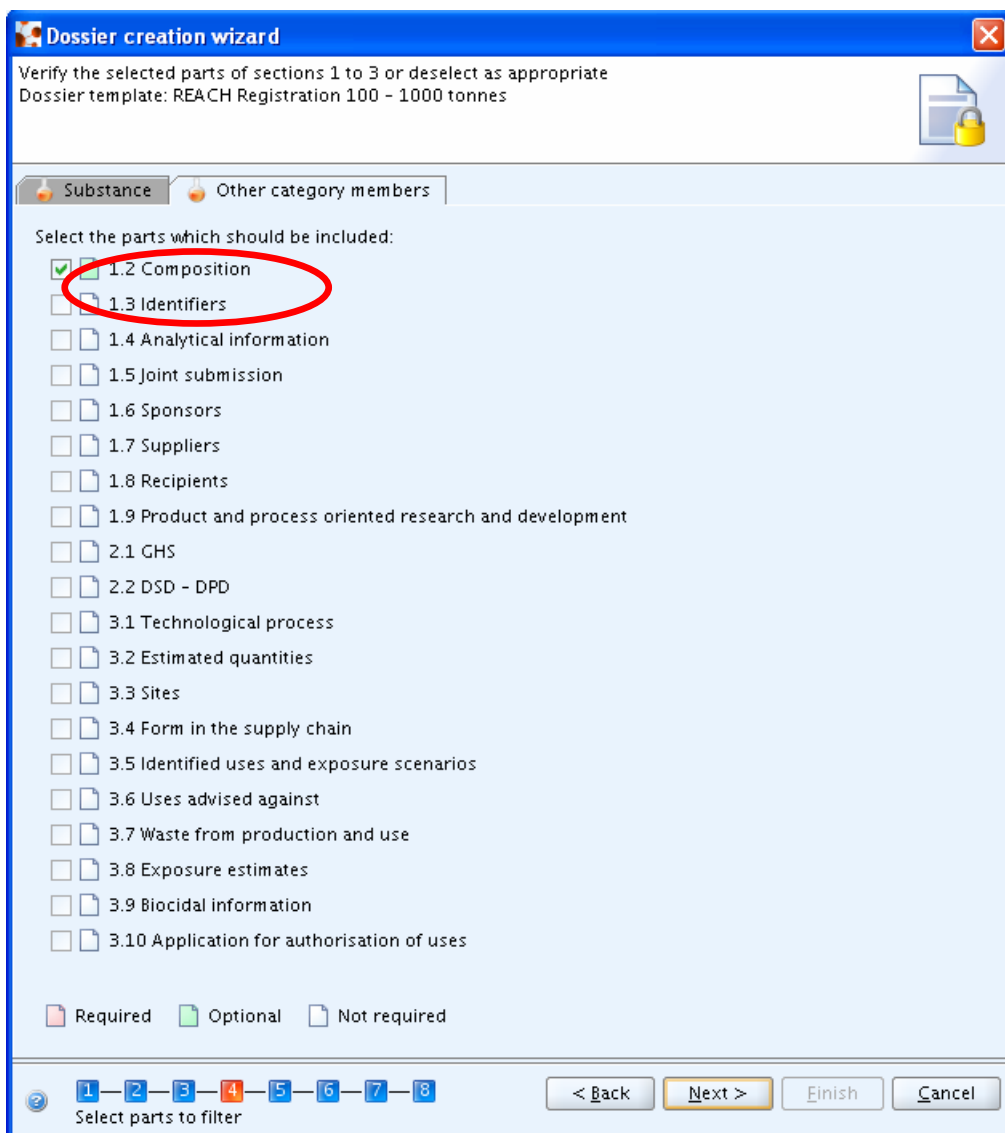 Dossier creation wizard
Verify the selected parts of sections 1 to 3 or deselect as appropriate
Dossier template: REACH Registration 100 - 1000 tonnes
Substance Other category members
Select the parts which should be included:
1.2 Composition
1.3 Identifiers
1.4 Analytical information
1.5 Joint submission
1.6 Sponsors
1.7 Suppliers
1.8 Recipients
1.9 Product and process oriented research and development
2.1 GHS
2.2 DSD - DPD
3.1 Technological process
3.2 Estimated quantities
3.3 Sites
3.4 Form in the supply chain
3.5 Identified uses and exposure scenarios
3.6 Uses advised against
3.7 Waste from production and use
3.8 Exposure estimates
3.9 Biocidal information
3.10 Application for authorisation of uses
Required Optional Not required
? 1 2 3 4 5 6 7 8 < Back Next > Finish Cancel
Select parts to filter